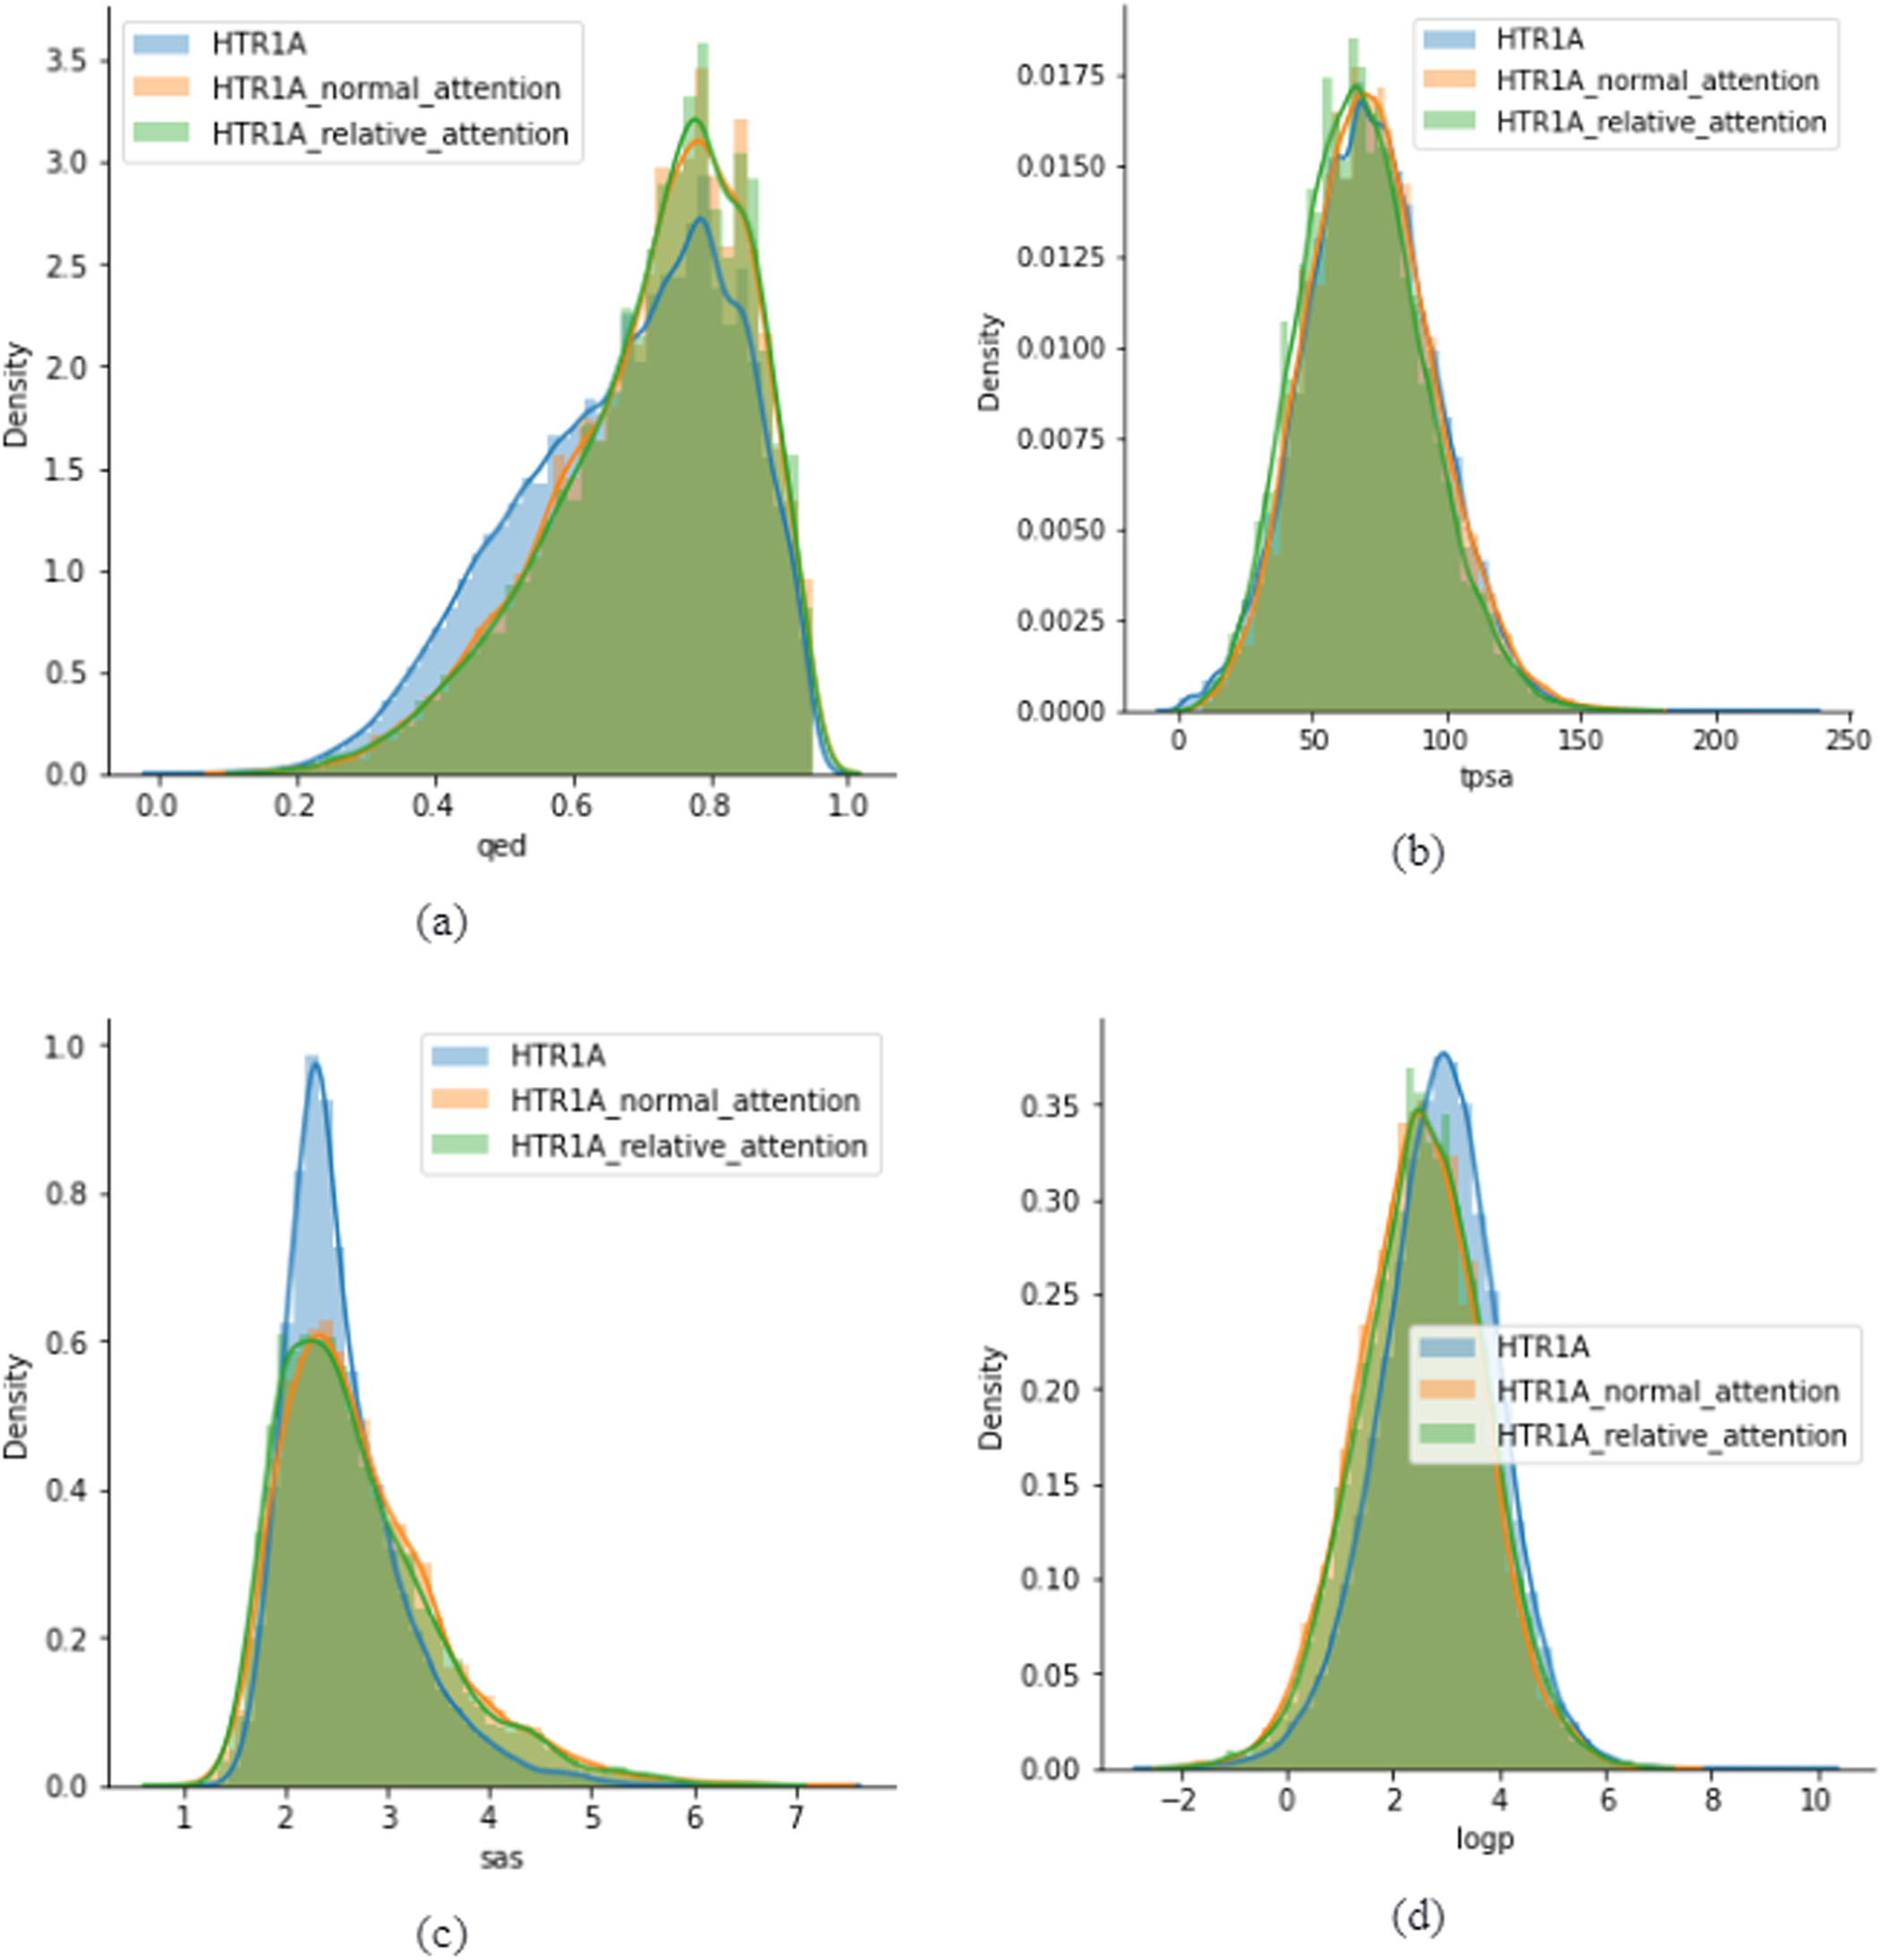 HTR1A
HTR1A_normal_attention
HTR1A_relative_attention
3.5
3.0
2.5
2.0
1.5
1.0
0.5
0.0
Density
0.0 0.2 0.4 0.6 0.8 1.0
qed
(a)
HTR1A
HTR1A_normal_attention
HTR1A_relative_attention
0.0175
0.0150
0.0125
0.0100
0.0075
0.0050
0.0025
0.0000
Density
0 50 100 150 200 250
tpsa
(b)
HTR1A
HTR1A_normal_attention
HTR1A_relative_attention
1.0
0.8
0.6
0.4
0.2
0.0
Density
1 2 3 4 5 6 7
sas
(c)
HTR1A
HTR1A_normal_attention
HTR1A_relative_attention
0.35
0.30
0.25
0.20
0.15
0.10
0.05
0.00
Density
−2 0 2 4 6 8 10
logp
(d)